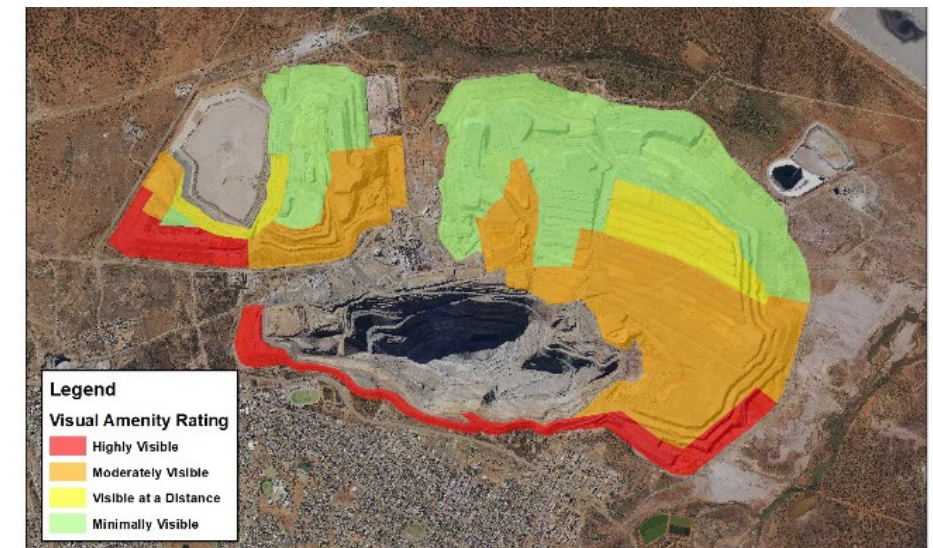 Legend
Visual Amenity Rating
Highly Visible
Moderately Visible
Visible at a Distance
Minimally Visible